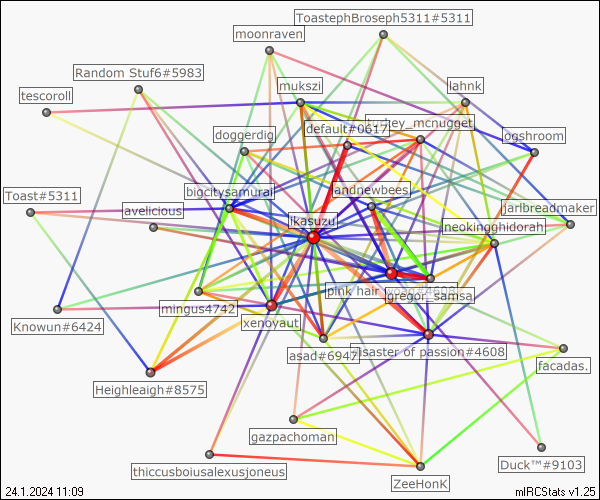 ToastephBroseph5311#5311
moonraven
Random Stuf6#5983
mukszi
lahnk
tescoroll
default#0617
mcnugget
doggerdig
orshroom
bigcitysamurai
andnewbees
Toast#5311
avelicious
ikasuzu
jarlbreadmaker
neokingghidorah
pink hair
gregor_samsa
mingus4742
xenoyaut
Knowun#6424
asad#6947
disaster of passion#4608
facadas.
Heighleaigh#8575
gazpachoman
Duck™#9103
thiccusboiusalexusjoneus
ZeeHonK
24.1.2024 11:09
mIRCStats v1.25